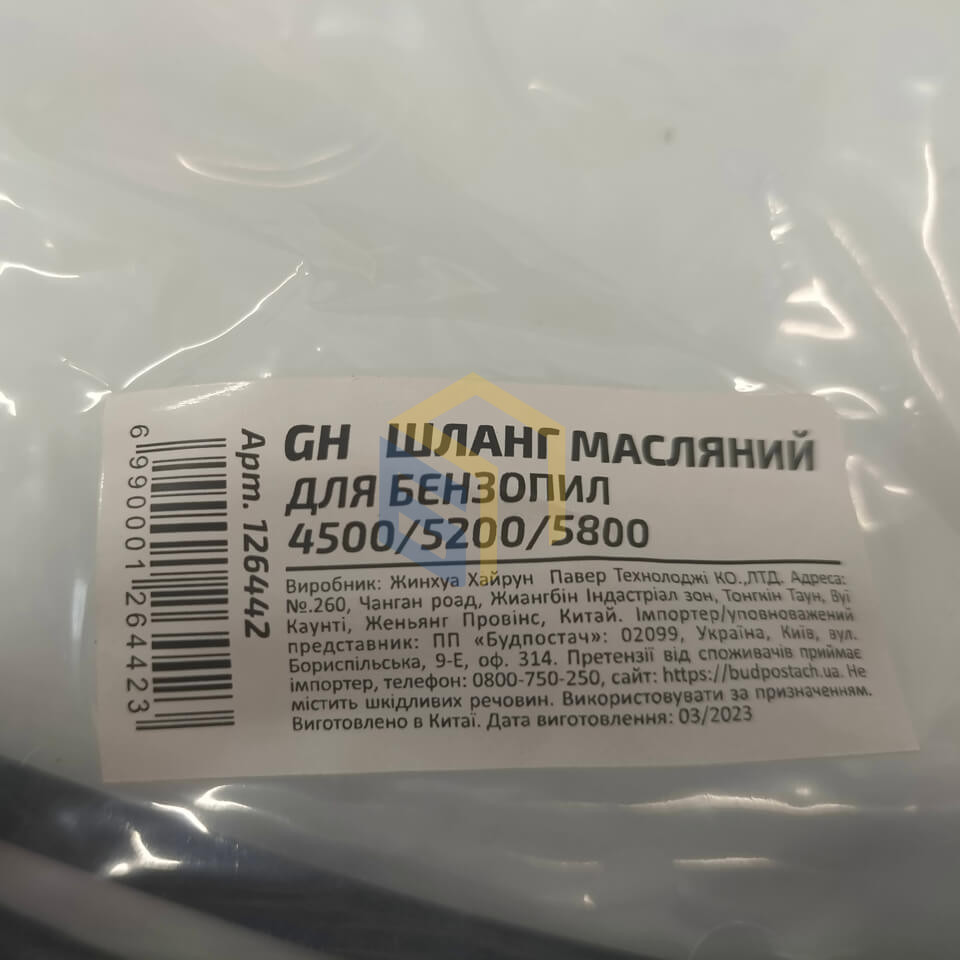 GH ШЛАНГ МАСЛЯНИЙ
ДЛЯ БЕНЗОПИЛ
4500/5200/5800
Виробник: Жинхуа Хайрун Павер Технолоджі КО.,ЛТД. Адреса:
№.260, Чанган роад, Жиангбін Індастріал зон, Тонгкін Таун, Вуї
Каунті, Женьянг Провінс, Китай. Імпортер/уповноважений
представник: ПП «Будпостач»: 02099, Україна, Київ, вул.
Бориспільська, 9-Е, оф. 314. Претензії від споживачів приймає
імпортер, телефон: 0800-750-250, сайт: https://budpostach.ua. Не
містить шкідливих речовин. Використовувати за призначенням.
Виготовлено в Китаї. Дата виготовлення: 03/2023
Арт. 126442
6990001264423